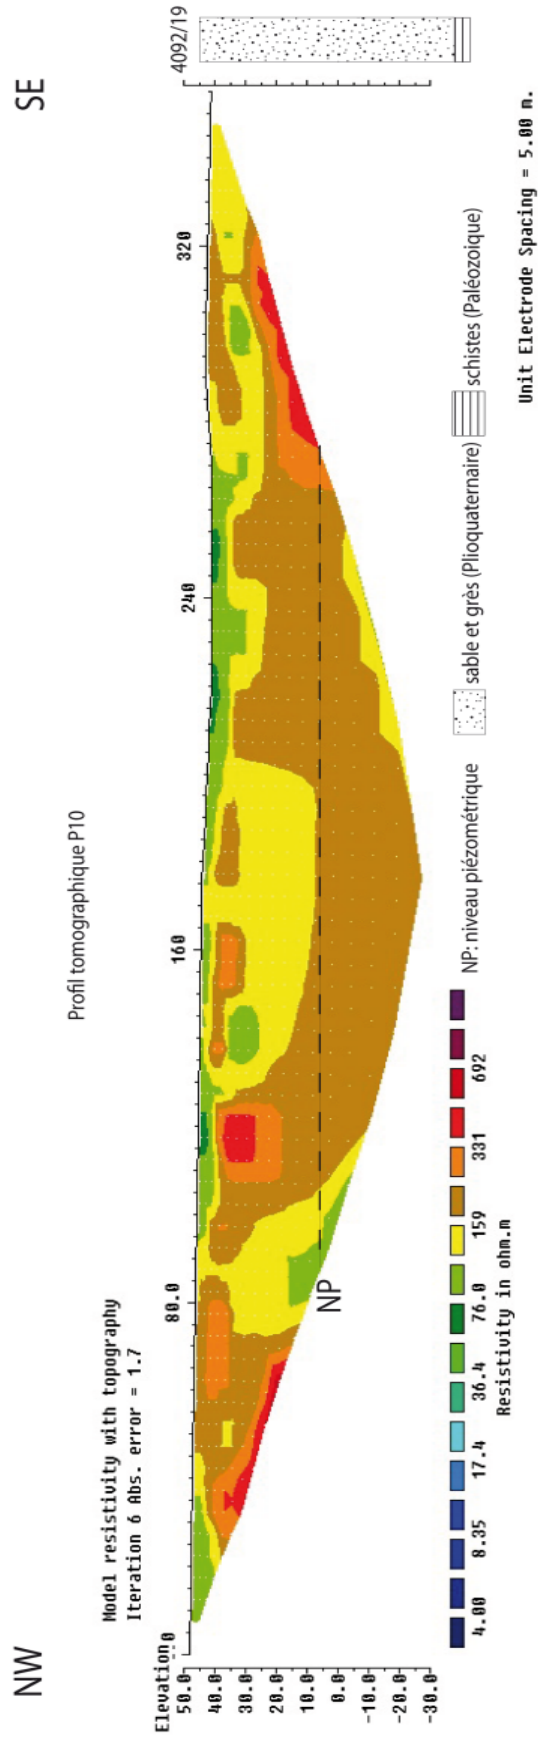 NW
SE
Profil tomographique P10
4092/19
Model resistivity with topography
Iteration 6 Abs. error = 1.7
Elevation
.0
80.0
160
240
320
50.0
40.0
30.0
20.0
10.0
0.0
-10.0
-20.0
-30.0
NP
4.00 8.35 17.4 36.4 76.0 159 331 692
Resistivity in ohm.m
NP: niveau piézométrique
sable et grès (Plioquaternaire)
schistes (Paléozoique)
Unit Electrode Spacing = 5.00 m.